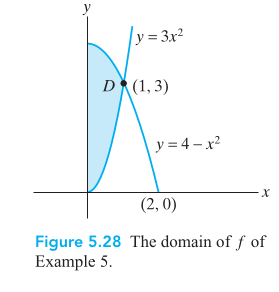 y
y = 3x²
D (1, 3)
y = 4 – x²
x
(2, 0)
Figure 5.28 The domain of f of
Example 5.